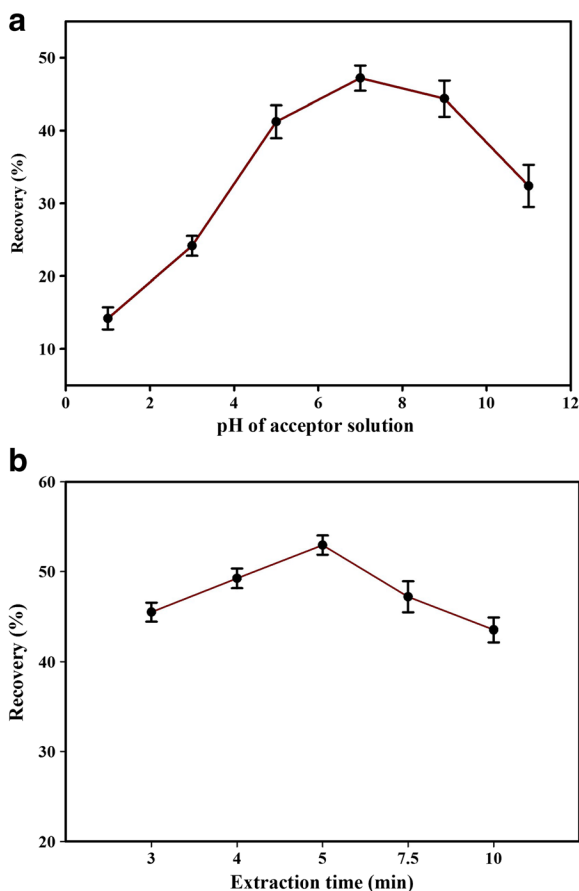 a
Recovery (%)
50
40
30
20
10
0 2 4 6 8 10 12
pH of acceptor solution
b
Recovery (%)
60
50
40
30
20
3 4 5 7.5 10
Extraction time (min)